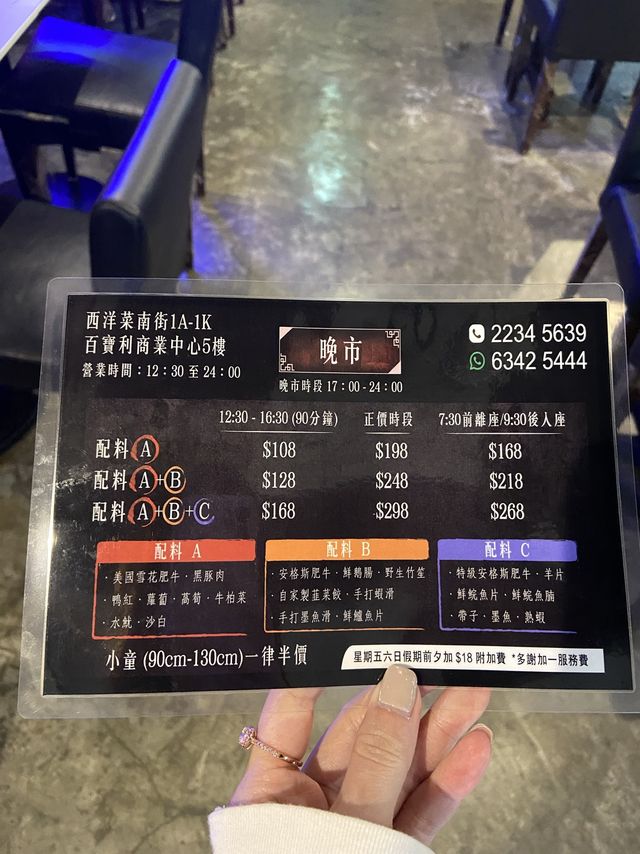 西洋菜南街1A-1K
百寶利商業中心5樓
營業時間：12：30 至 24：00
晚市
晚市時段 17：00 - 24:00
2234 5639
6342 5444
12:30 - 16:30 (90分鐘) 正價時段 7:30前離座/9:30後入座
配料 A $108 $198 $168
配料 A+B $128 $248 $218
配料 A+B+C $168 $298 $268
配料 A
· 美國雪花肥牛 · 黑豚肉
· 鴨紅 · 蘿蔔 · 萵筍 · 牛柏菜
· 水魷 · 沙白
配料 B
· 安格斯肥牛 · 鮮鵝腸 · 野生竹笙
· 自家製韮菜餃 · 手打蝦滑
· 手打墨魚滑 · 鮮鱸魚片
配料 C
· 特級安格斯肥牛 · 羊片
· 鮮鯇魚片 · 鮮鯇魚腩
· 帶子 · 墨魚 · 熟蝦
小童 (90cm-130cm)一律半價
星期五六日假期前夕加 $18 附加費 *多謝加一服務費